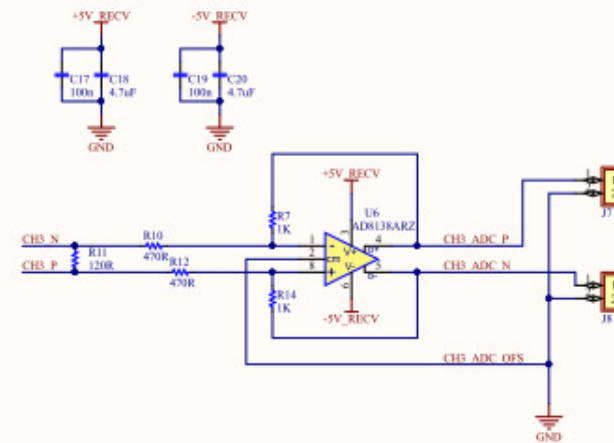 +5V_RECV
-5V_RECV
C17
100n
C18
4.7uF
C19
100n
C20
4.7uF
GND
GND
+5V_RECV
R7
1K
U6
AD8138ARZ
CH3_N
R10
470R
1
-
V+
3
4
CH3_ADC_P
J7
R11
120R
2
cm
CH3_P
R12
470R
8
+
V-
6
5
CH3_ADC_N
R14
1K
-5V_RECV
J8
CH3_ADC_OFS
GND